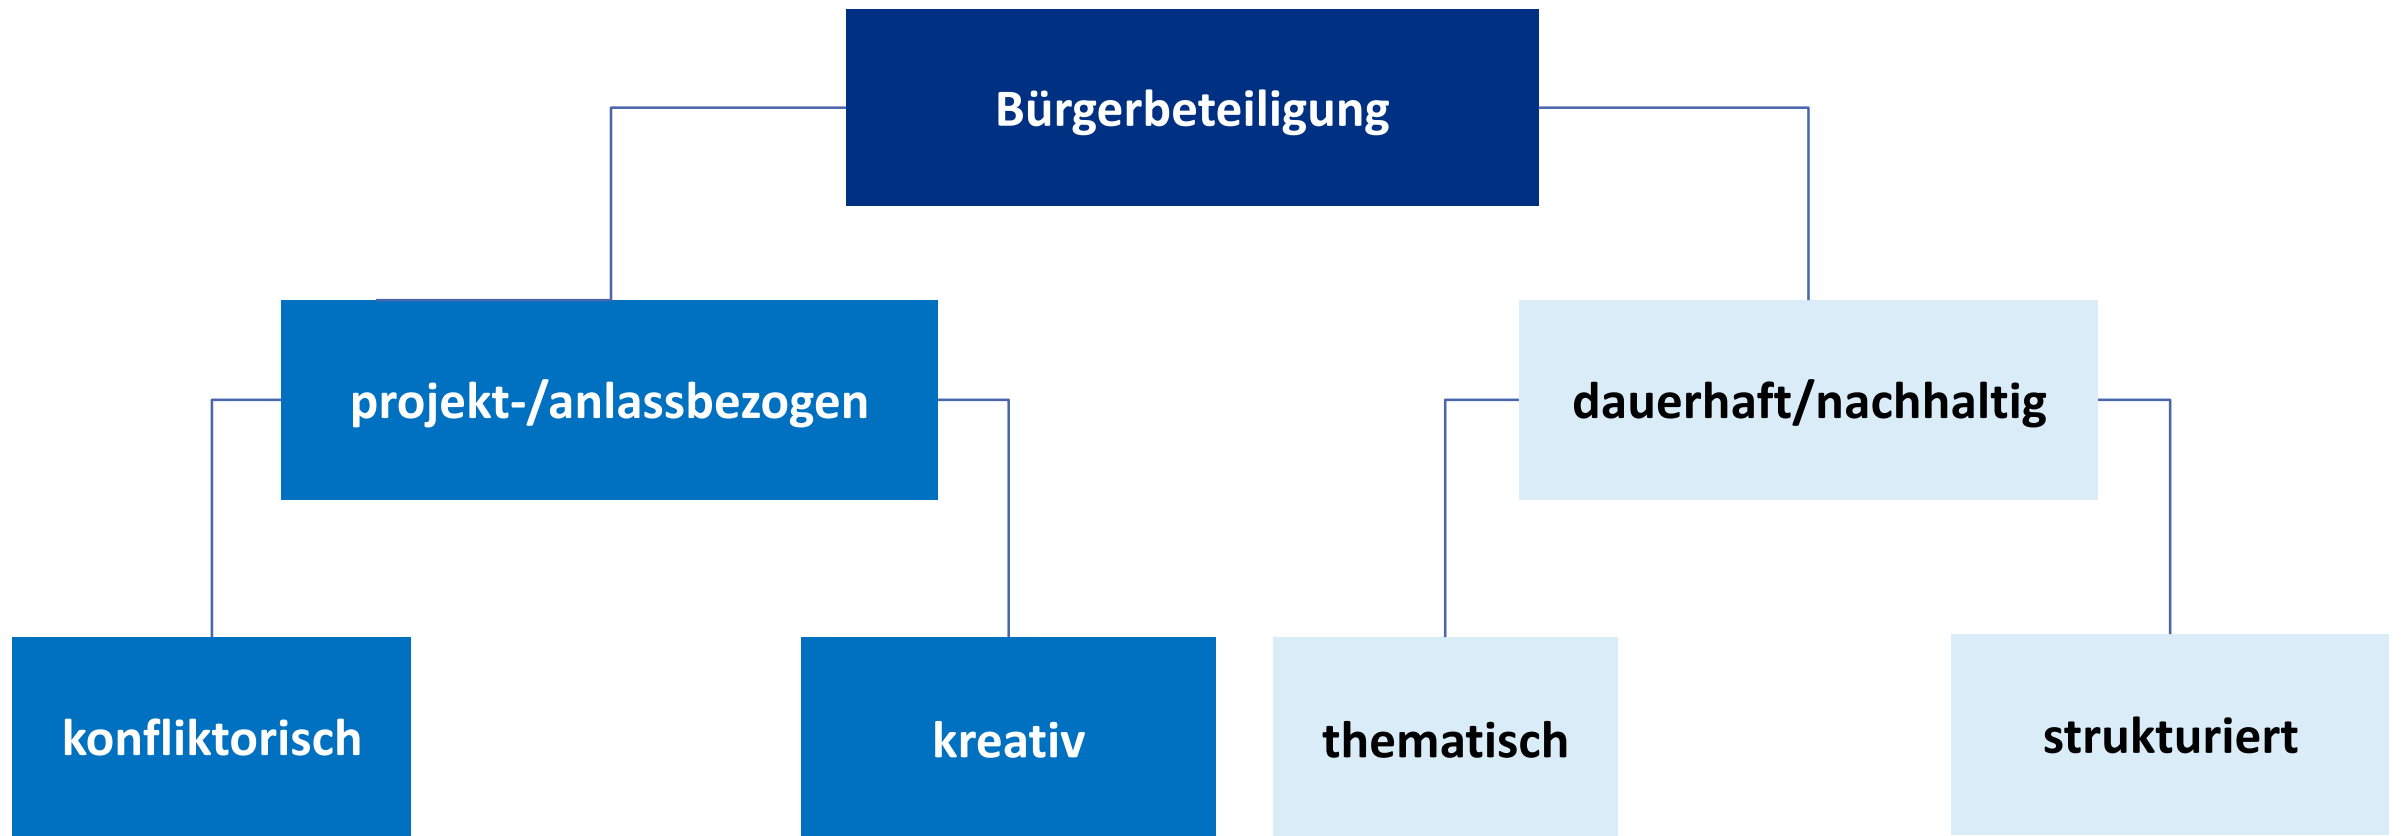 Bürgerbeteiligung
projekt-/anlassbezogen
dauerhaft/nachhaltig
konfliktorisch
kreativ
thematisch
strukturiert